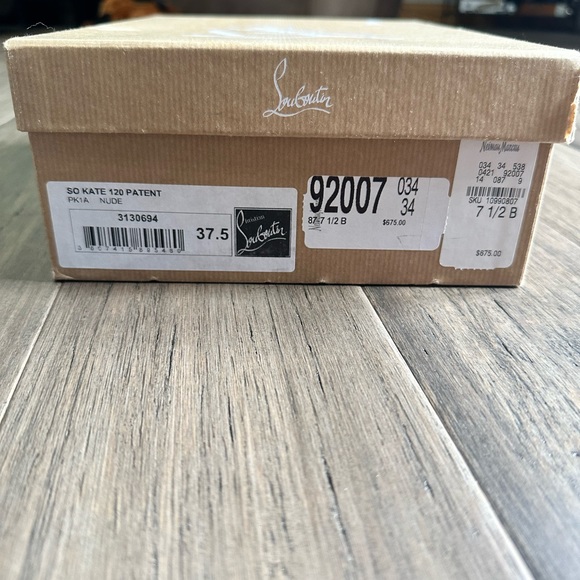 Louboutin
SO KATE 120 PATENT
PK1A NUDE
3130694
37.5
Louboutin
92007 034
34
87-7 1/2 B
$675.00
Neiman Marcus
034 34 538
0421 92007
14 087 9
SKU 10990807
7 1/2 B
$675.00